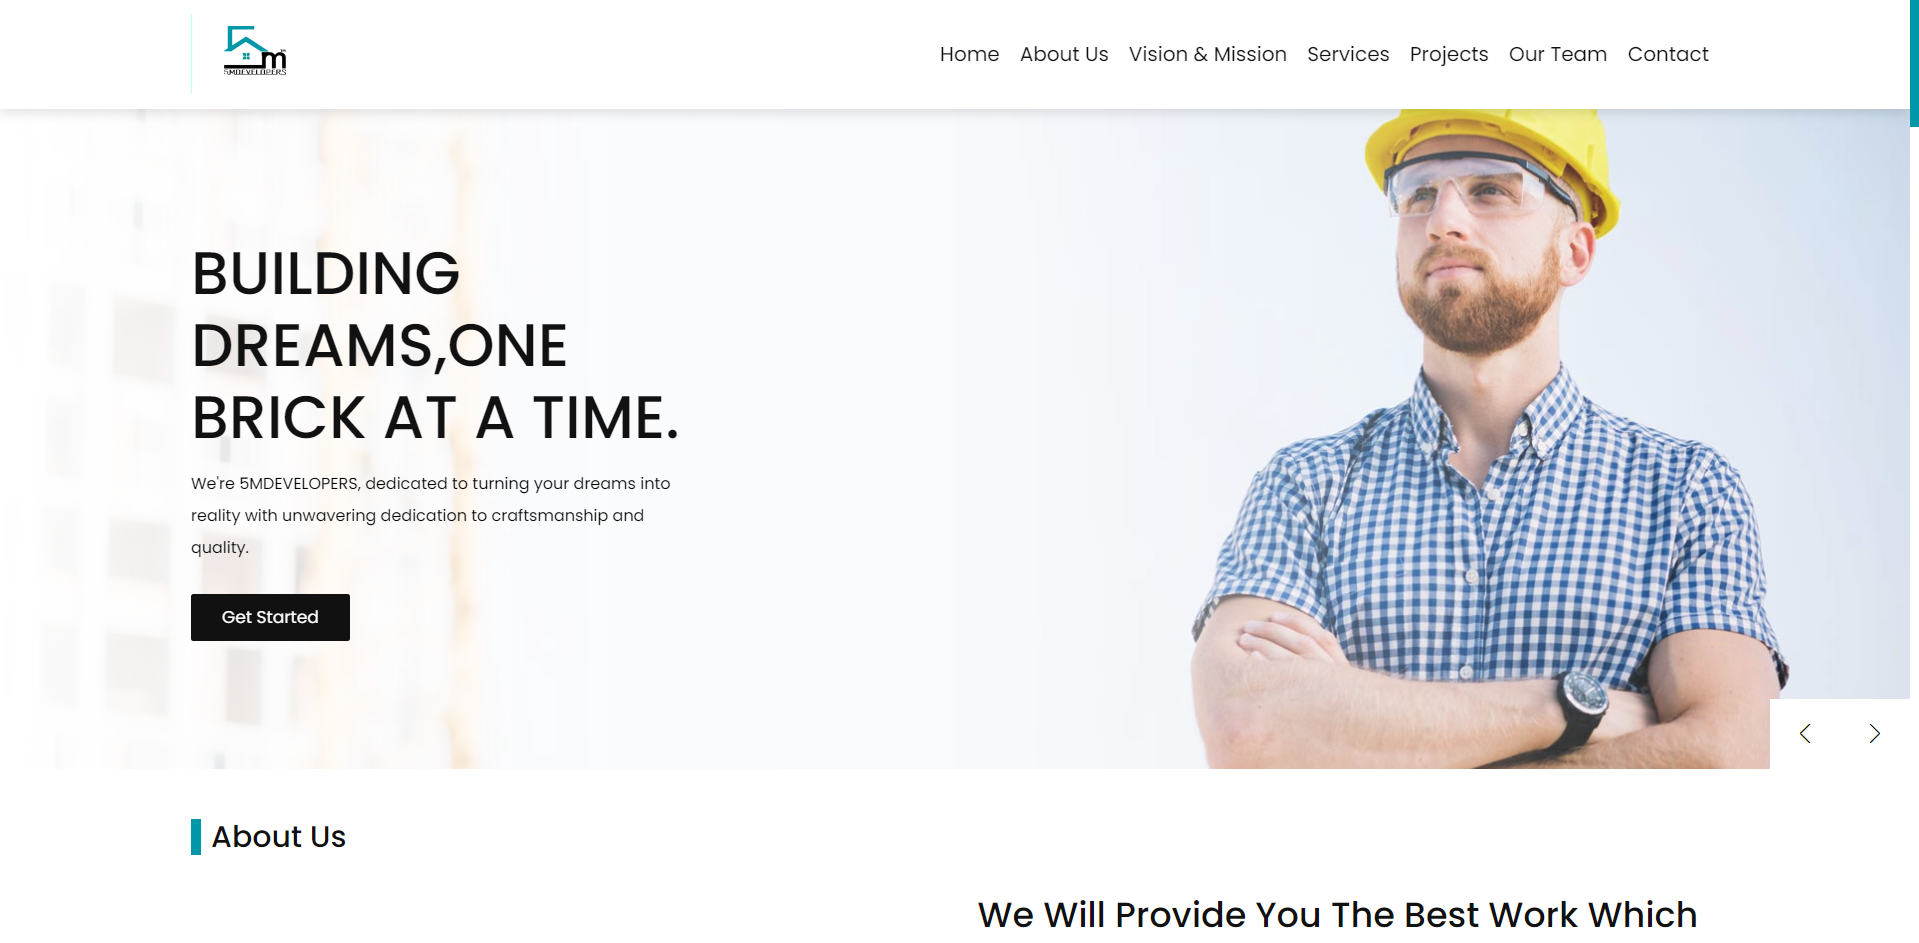 5m
5MDEVELOPERS
Home About Us Vision & Mission Services Projects Our Team Contact
BUILDING
DREAMS,ONE
BRICK AT A TIME.
We're 5MDEVELOPERS, dedicated to turning your dreams into
reality with unwavering dedication to craftsmanship and
quality.
Get Started
About Us
We Will Provide You The Best Work Which